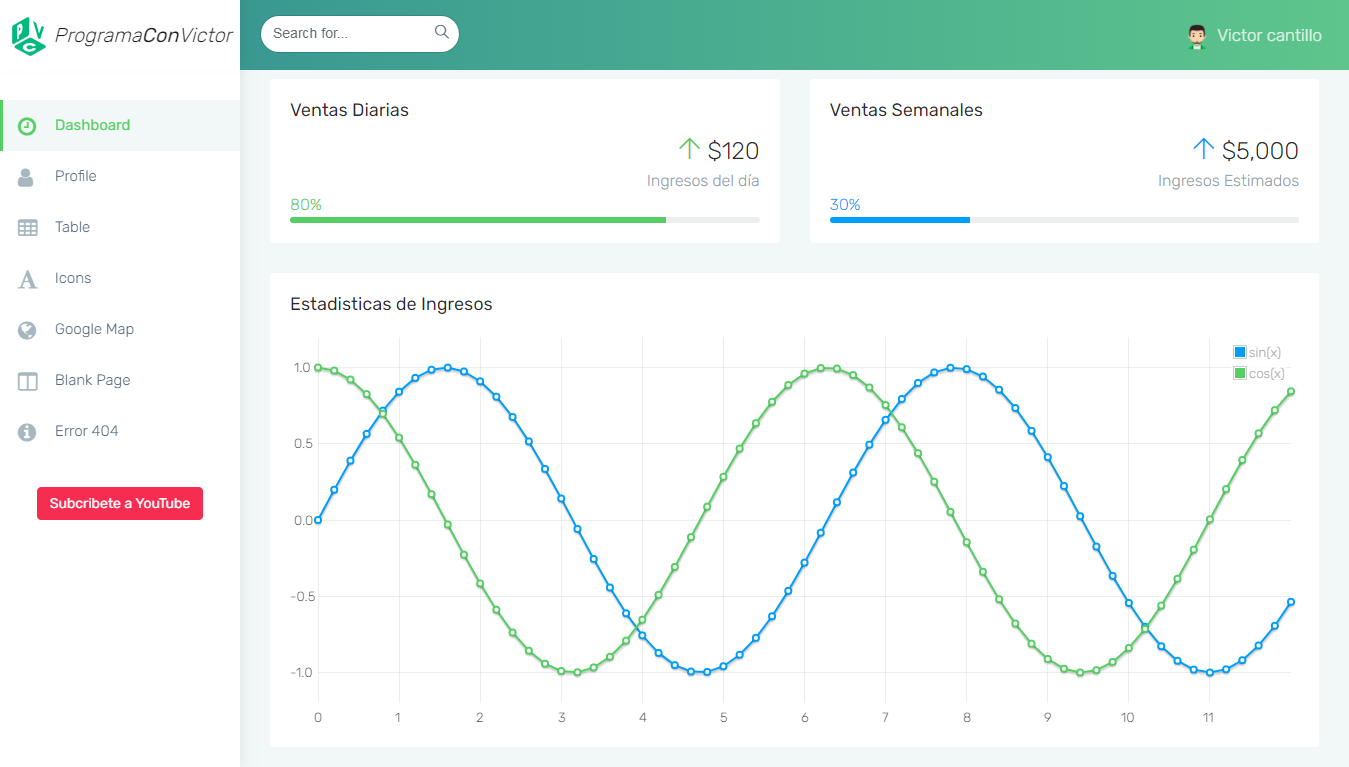 PVC
ProgramaConVictor
Search for...
Victor cantillo
Dashboard
Profile
Table
Icons
Google Map
Blank Page
Error 404
Subcribete a YouTube
Ventas Diarias
$120
Ingresos del día
80%
Ventas Semanales
$5,000
Ingresos Estimados
30%
Estadisticas de Ingresos
sin(x)
cos(x)
1.0
0.5
0.0
-0.5
-1.0
0 1 2 3 4 5 6 7 8 9 10 11